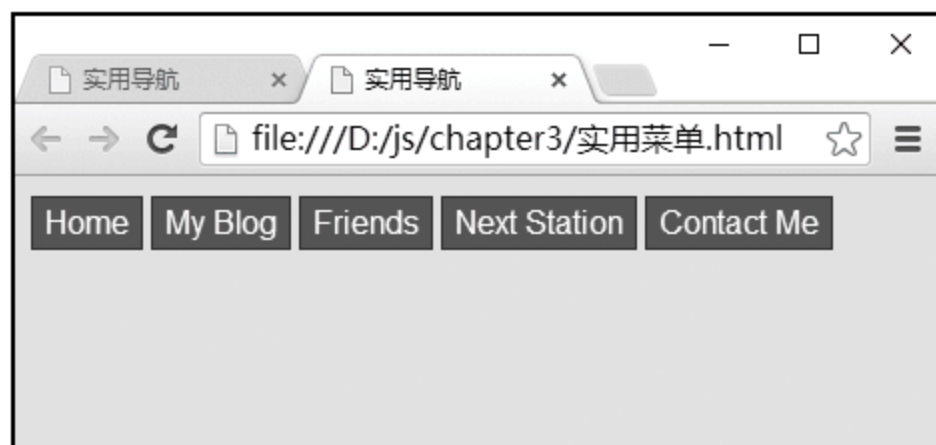 实用导航 实用导航
file:///D:/js/chapter3/实用菜单.html
Home My Blog Friends Next Station Contact Me